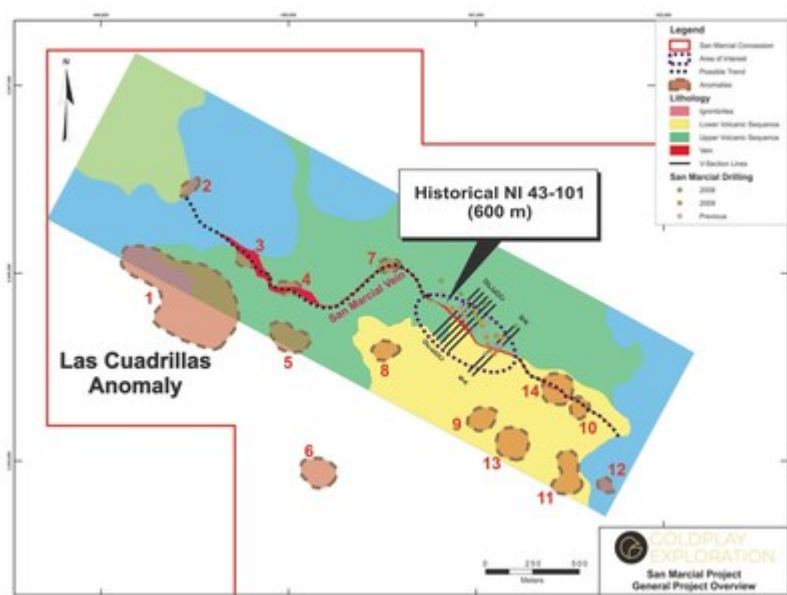 Legend
San Marcial Concession
Area of Interest
Possible Trend
Anomalies
Lithology
Ignimbrites
Lower Volcanic Sequence
Upper Volcanic Sequence
Vein
V-Section Lines
San Marcial Drilling
2008
Previous
N
Historical NI 43-101
(600 m)
2
3
4
7
1
San Marcial Vein
Las Cuadrillas
Anomaly
5
8
14
10
9
13
6
11
12
0
250
500
Meters
GOLDPLAY
EXPLORATION
San Marcial Project
General Project Overview